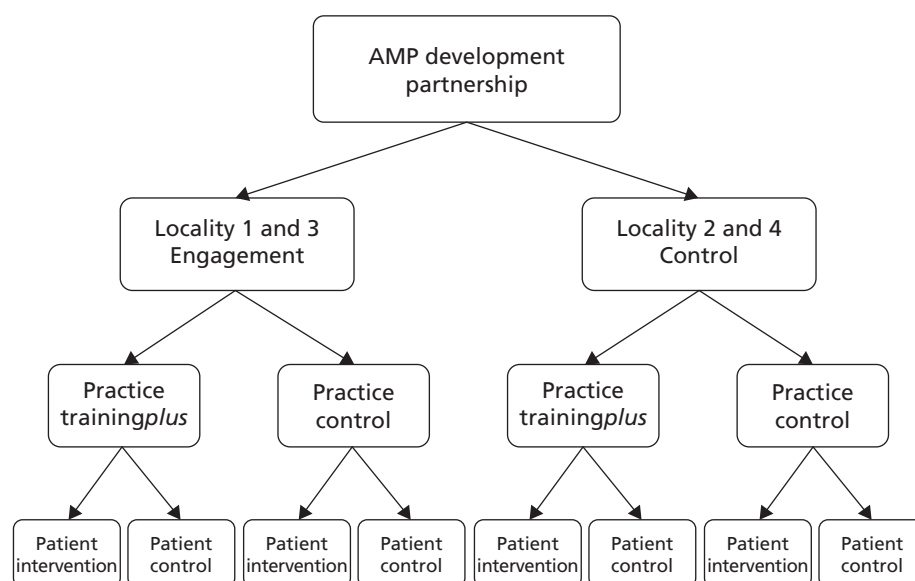 AMP development
partnership
Locality 1 and 3
Engagement
Locality 2 and 4
Control
Practice
trainingplus
Practice
control
Practice
trainingplus
Practice
control
Patient
intervention
Patient
control
Patient
intervention
Patient
control
Patient
intervention
Patient
control
Patient
intervention
Patient
control